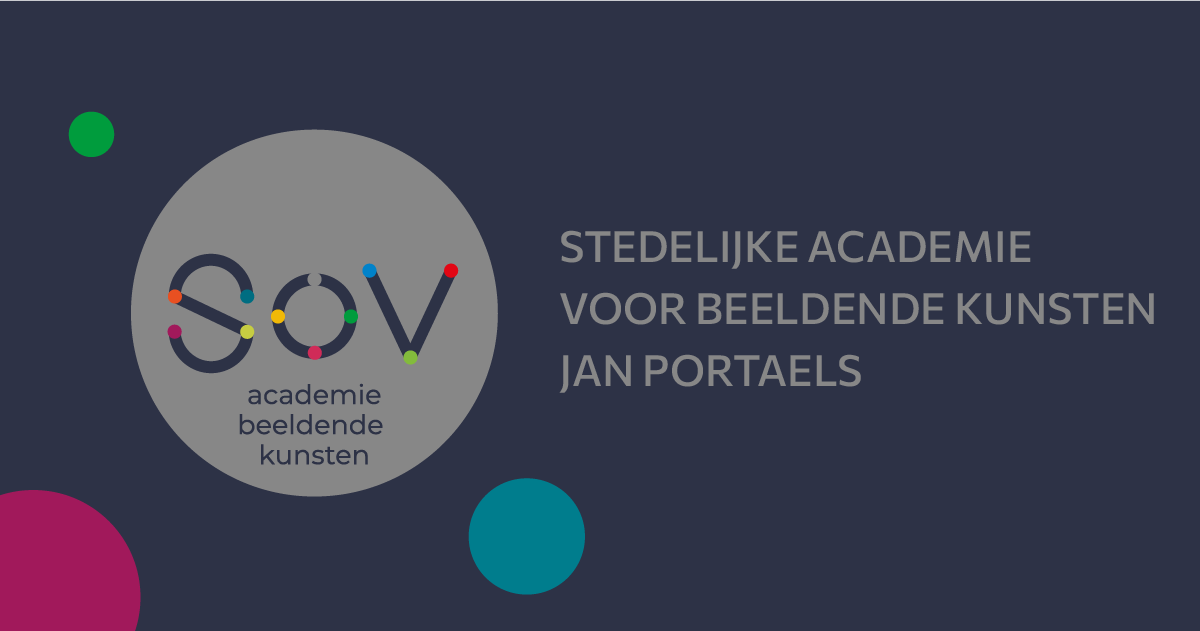 SoV
academie
beeldende
kunsten
STEDELIJKE ACADEMIE
VOOR BEELDENDE KUNSTEN
JAN PORTAELS